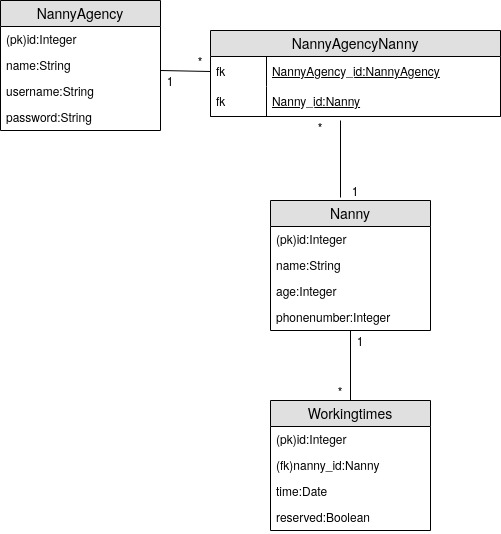 NannyAgency
(pk)id:Integer
name:String
username:String
password:String
1
*
NannyAgencyNanny
fk NannyAgency_id:NannyAgency
fk Nanny_id:Nanny
*
1
Nanny
(pk)id:Integer
name:String
age:Integer
phonenumber:Integer
1
*
Workingtimes
(pk)id:Integer
(fk)nanny_id:Nanny
time:Date
reserved:Boolean